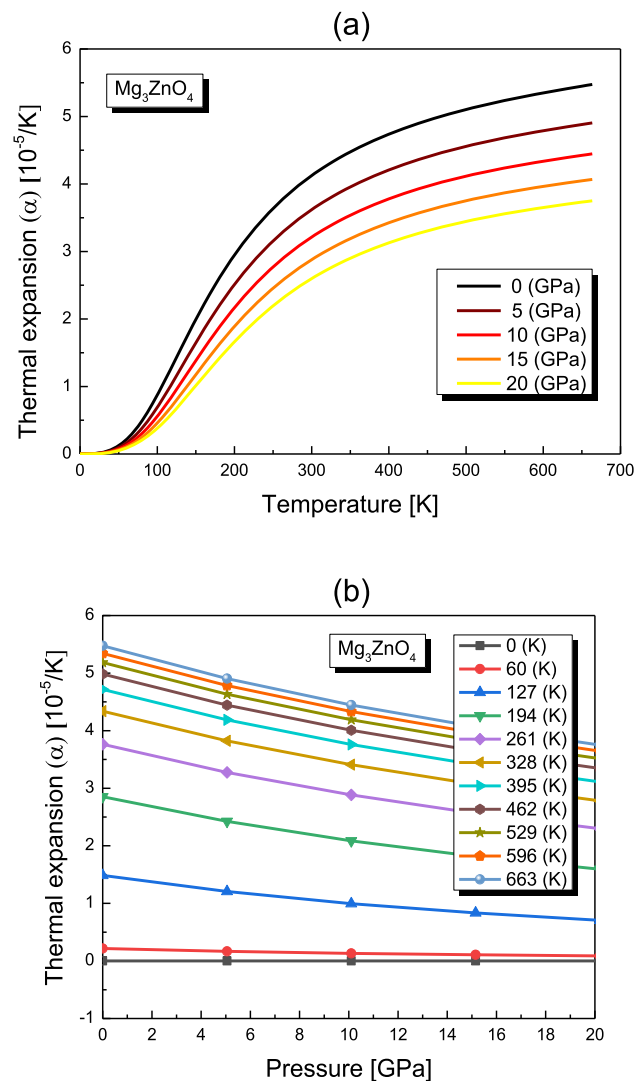 (a)
Mg₃ZnO₄
Thermal expansion (α) [10⁻⁵/K]
6
5
4
3
2
1
0
0 (GPa)
5 (GPa)
10 (GPa)
15 (GPa)
20 (GPa)
0 100 200 300 400 500 600 700
Temperature [K]
(b)
Mg₃ZnO₄
Thermal expansion (α) [10⁻⁵/K]
6
5
4
3
2
1
0
-1
0 (K)
60 (K)
127 (K)
194 (K)
261 (K)
328 (K)
395 (K)
462 (K)
529 (K)
596 (K)
663 (K)
0 2 4 6 8 10 12 14 16 18 20
Pressure [GPa]